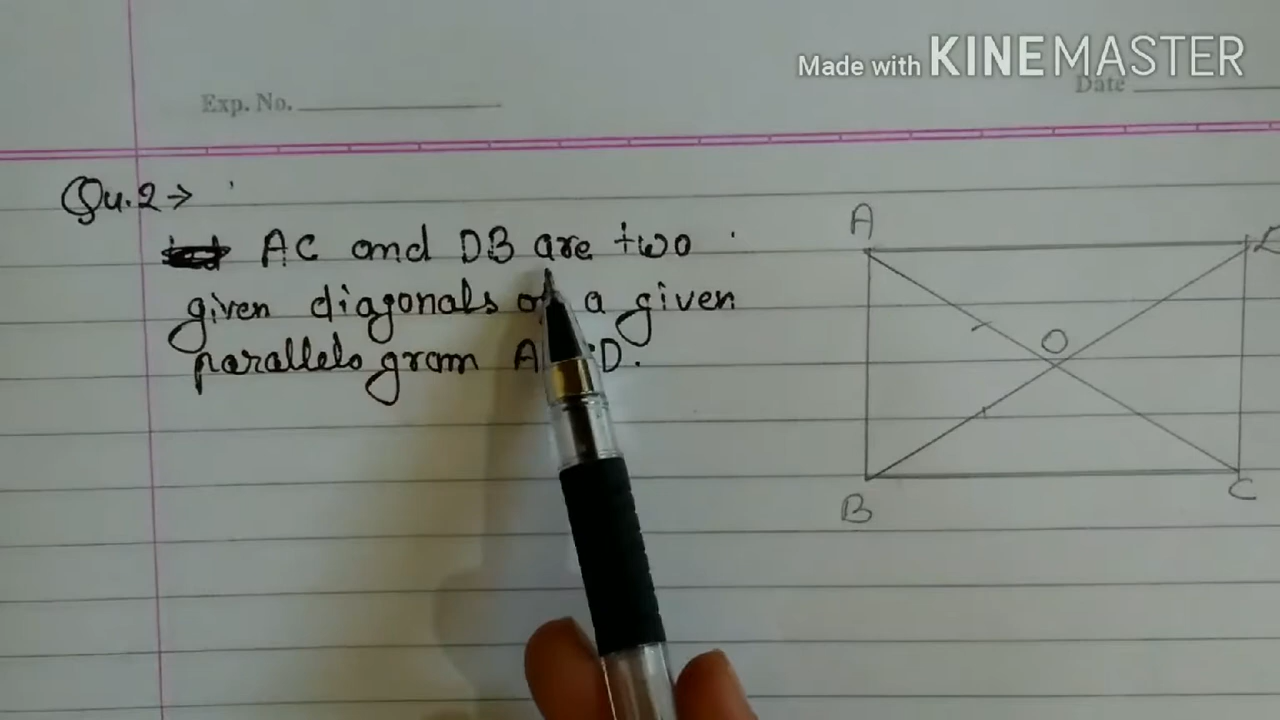 Made with KINEMASTER
Exp. No.
Date
Qu.2→
AC and DB are two
given diagonals of a given
parallelogram
A
O
B
C